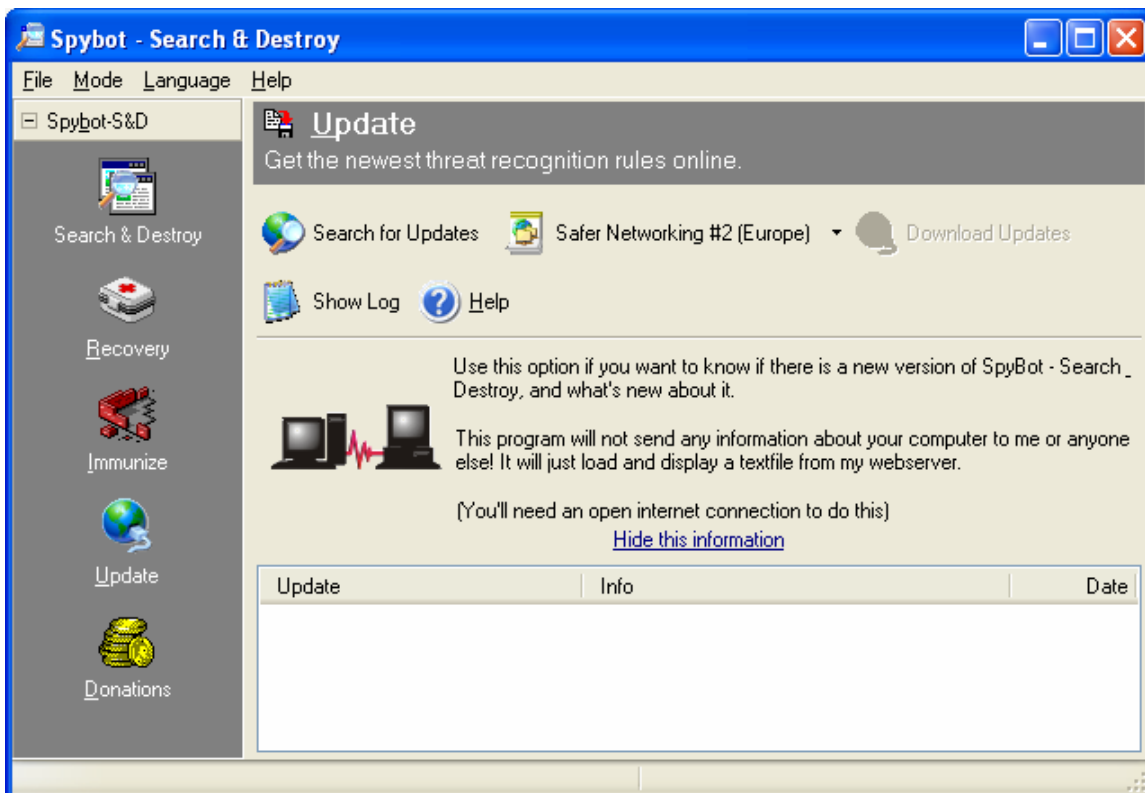 Spybot - Search & Destroy
File Mode Language Help
Spybot-S&D
Search & Destroy
Recovery
Immunize
Update
Donations
Update
Get the newest threat recognition rules online.
Search for Updates Safer Networking #2 (Europe) Download Updates
Show Log Help
Use this option if you want to know if there is a new version of SpyBot - Search _
Destroy, and what's new about it.
This program will not send any information about your computer to me or anyone
else! It will just load and display a textfile from my webserver.
(You'll need an open internet connection to do this)
Hide this information
Update Info Date